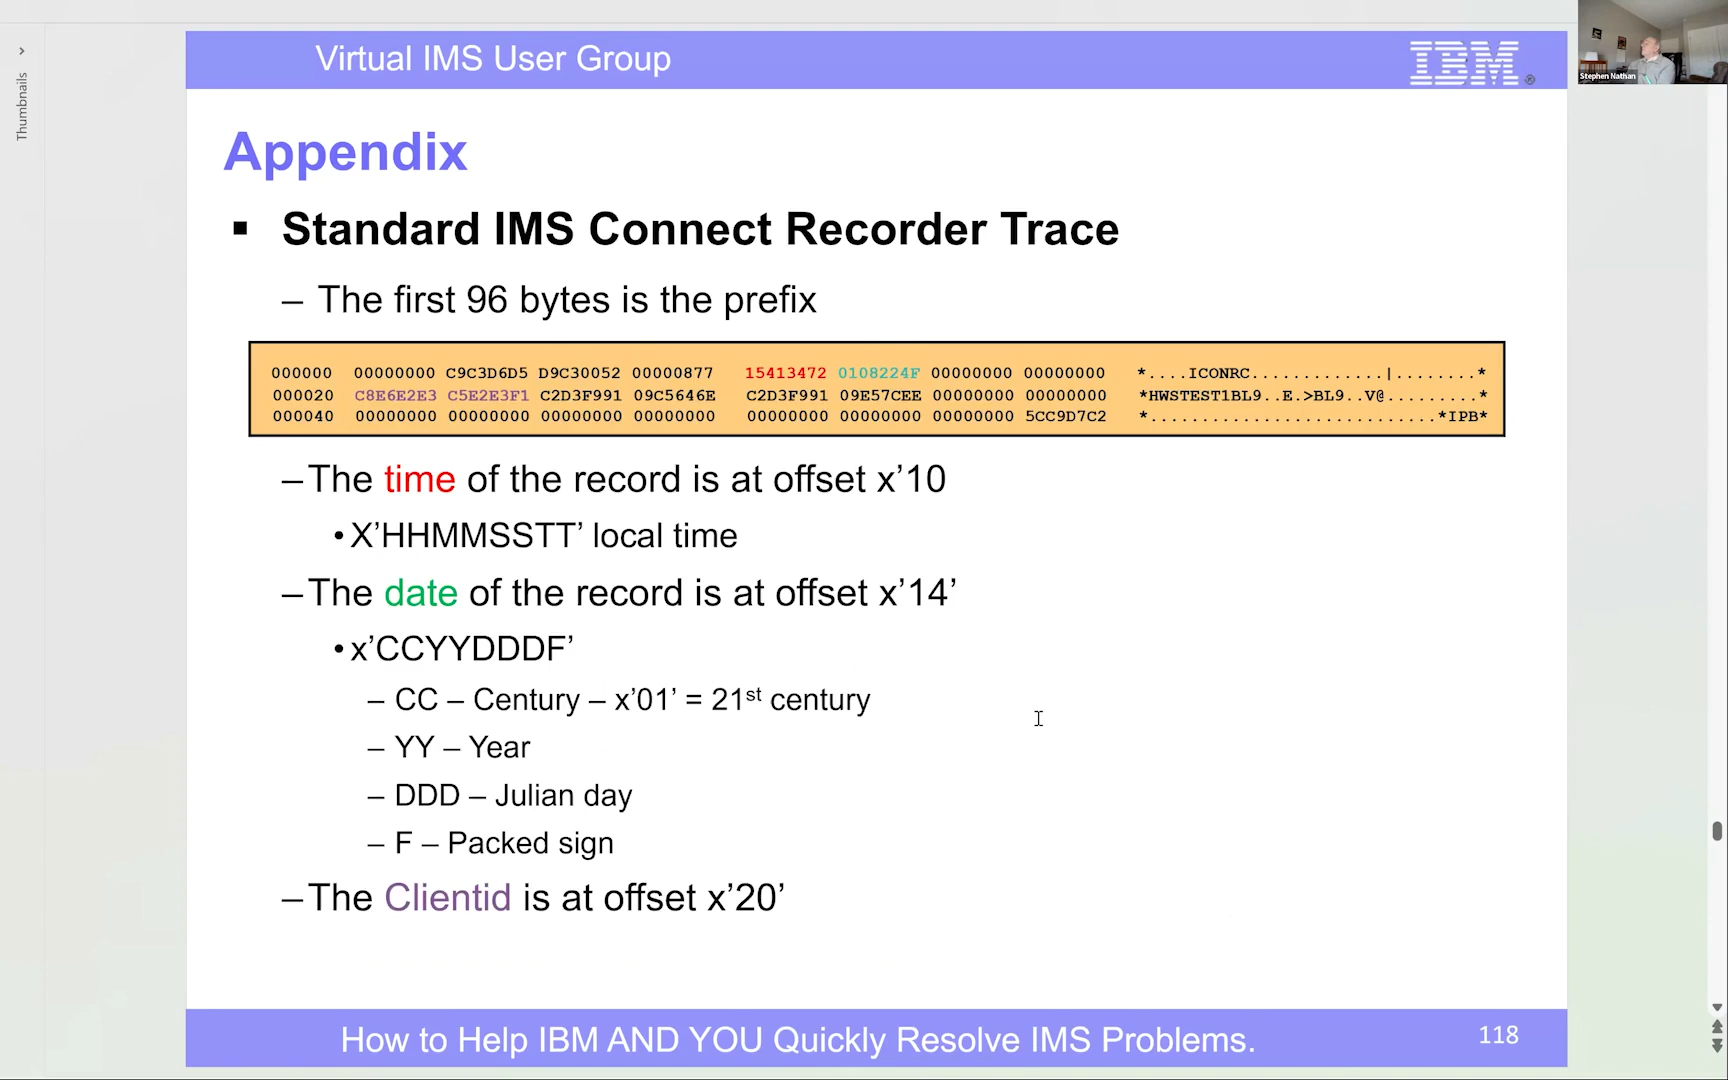 Thumbnails
Virtual IMS User Group
IBM®
Stephen Nathan
Appendix
▪ Standard IMS Connect Recorder Trace
– The first 96 bytes is the prefix
000000 00000000 C9C3D6D5 D9C30052 00000877 15413472 0108224F 00000000 00000000 *....ICONRC.............|........*
000020 C8E6E2E3 C5E2E3F1 C2D3F991 09C5646E C2D3F991 09E57CEE 00000000 00000000 *HWSTEST1BL9..E.>BL9..V@.........*
000040 00000000 00000000 00000000 00000000 00000000 00000000 00000000 5CC9D7C2 *............................*IPB*
–The time of the record is at offset x’10
•X’HHMMSSTT’ local time
–The date of the record is at offset x’14’
•x’CCYYDDDF’
– CC – Century – x’01’ = 21st century
– YY – Year
– DDD – Julian day
– F – Packed sign
–The Clientid is at offset x’20’
How to Help IBM AND YOU Quickly Resolve IMS Problems.
118